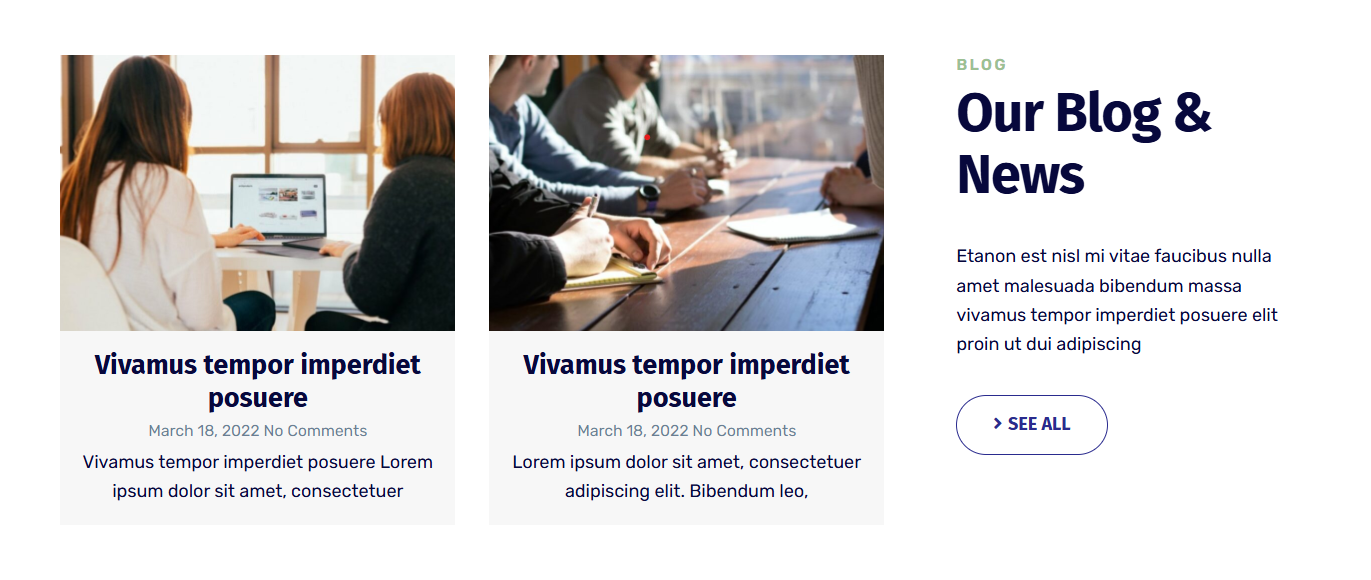 Vivamus tempor imperdiet
posuere
March 18, 2022 No Comments
Vivamus tempor imperdiet posuere Lorem
ipsum dolor sit amet, consectetuer
Vivamus tempor imperdiet
posuere
March 18, 2022 No Comments
Lorem ipsum dolor sit amet, consectetuer
adipiscing elit. Bibendum leo,
BLOG
Our Blog &
News
Etanon est nisl mi vitae faucibus nulla
amet malesuada bibendum massa
vivamus tempor imperdiet posuere elit
proin ut dui adipiscing
SEE ALL